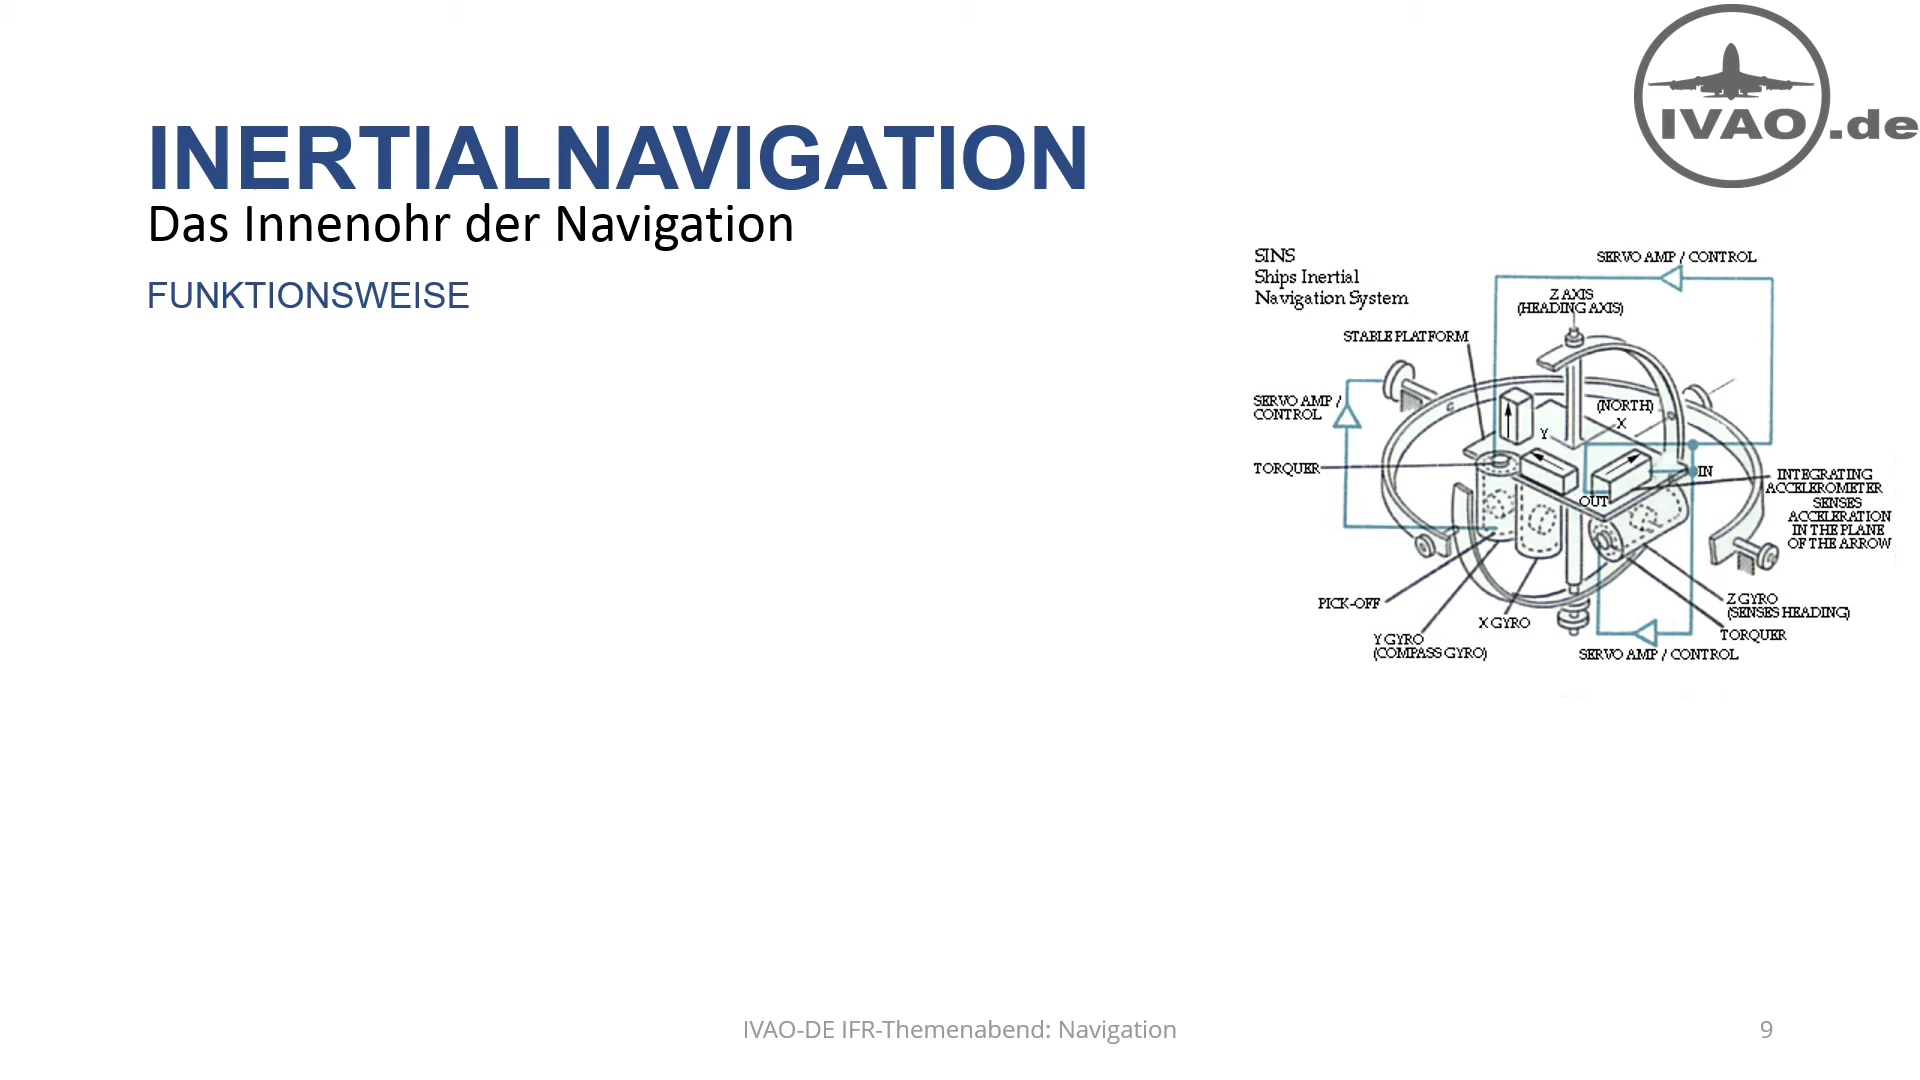 IVAO.de
INERTIALNAVIGATION
Das Innenohr der Navigation
FUNKTIONSWEISE
SINS
Ships Inertial
Navigation System
SERVO AMP / CONTROL
Z AXIS
(HEADING AXIS)
STABLE PLATFORM
SERVO AMP /
CONTROL
(NORTH)
X
Y
TORQUER
IN
OUT
INTEGRATING
ACCELEROMETER
SENSES
ACCELERATION
IN THE PLANE
OF THE ARROW
PICK-OFF
X GYRO
Y GYRO
(COMPASS GYRO)
Z GYRO
(SENSES HEADING)
TORQUER
SERVO AMP / CONTROL
IVAO-DE IFR-Themenabend: Navigation
9